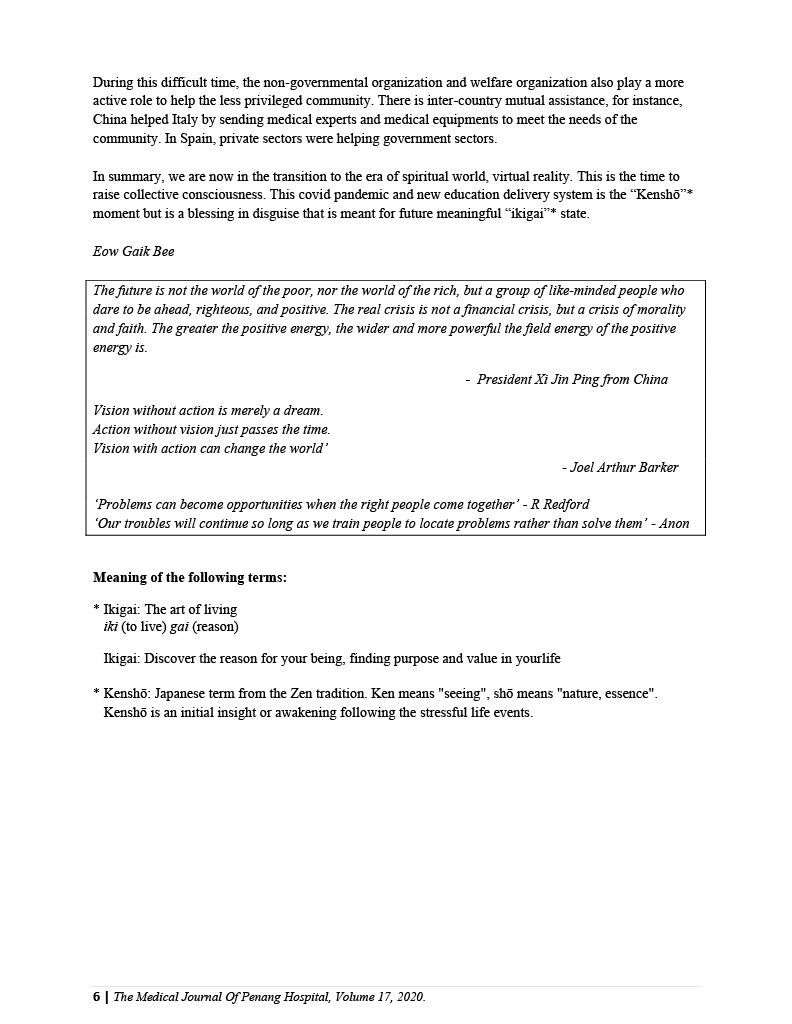 During this difficult time, the non-governmental organization and welfare organization also play a more
active role to help the less privileged community. There is inter-country mutual assistance, for instance,
China helped Italy by sending medical experts and medical equipments to meet the needs of the
community. In Spain, private sectors were helping government sectors.
In summary, we are now in the transition to the era of spiritual world, virtual reality. This is the time to
raise collective consciousness. This covid pandemic and new education delivery system is the “Kenshō”*
moment but is a blessing in disguise that is meant for future meaningful “ikigai”* state.
Eow Gaik Bee
The future is not the world of the poor, nor the world of the rich, but a group of like-minded people who
dare to be ahead, righteous, and positive. The real crisis is not a financial crisis, but a crisis of morality
and faith. The greater the positive energy, the wider and more powerful the field energy of the positive
energy is.
- President Xi Jin Ping from China
Vision without action is merely a dream.
Action without vision just passes the time.
Vision with action can change the world’
- Joel Arthur Barker
‘Problems can become opportunities when the right people come together’ - R Redford
‘Our troubles will continue so long as we train people to locate problems rather than solve them’ - Anon
Meaning of the following terms:
* Ikigai: The art of living
iki (to live) gai (reason)
Ikigai: Discover the reason for your being, finding purpose and value in yourlife
* Kenshō: Japanese term from the Zen tradition. Ken means "seeing", shō means "nature, essence".
Kenshō is an initial insight or awakening following the stressful life events.
6 | The Medical Journal Of Penang Hospital, Volume 17, 2020.